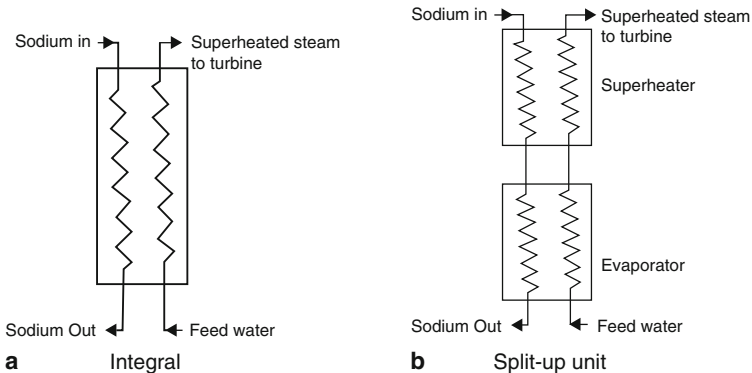 Sodium in
Superheated steam
to turbine
Sodium Out
Feed water
a
Integral
Sodium in
Superheated steam
to turbine
Superheater
Evaporator
Sodium Out
Feed water
b
Split-up unit